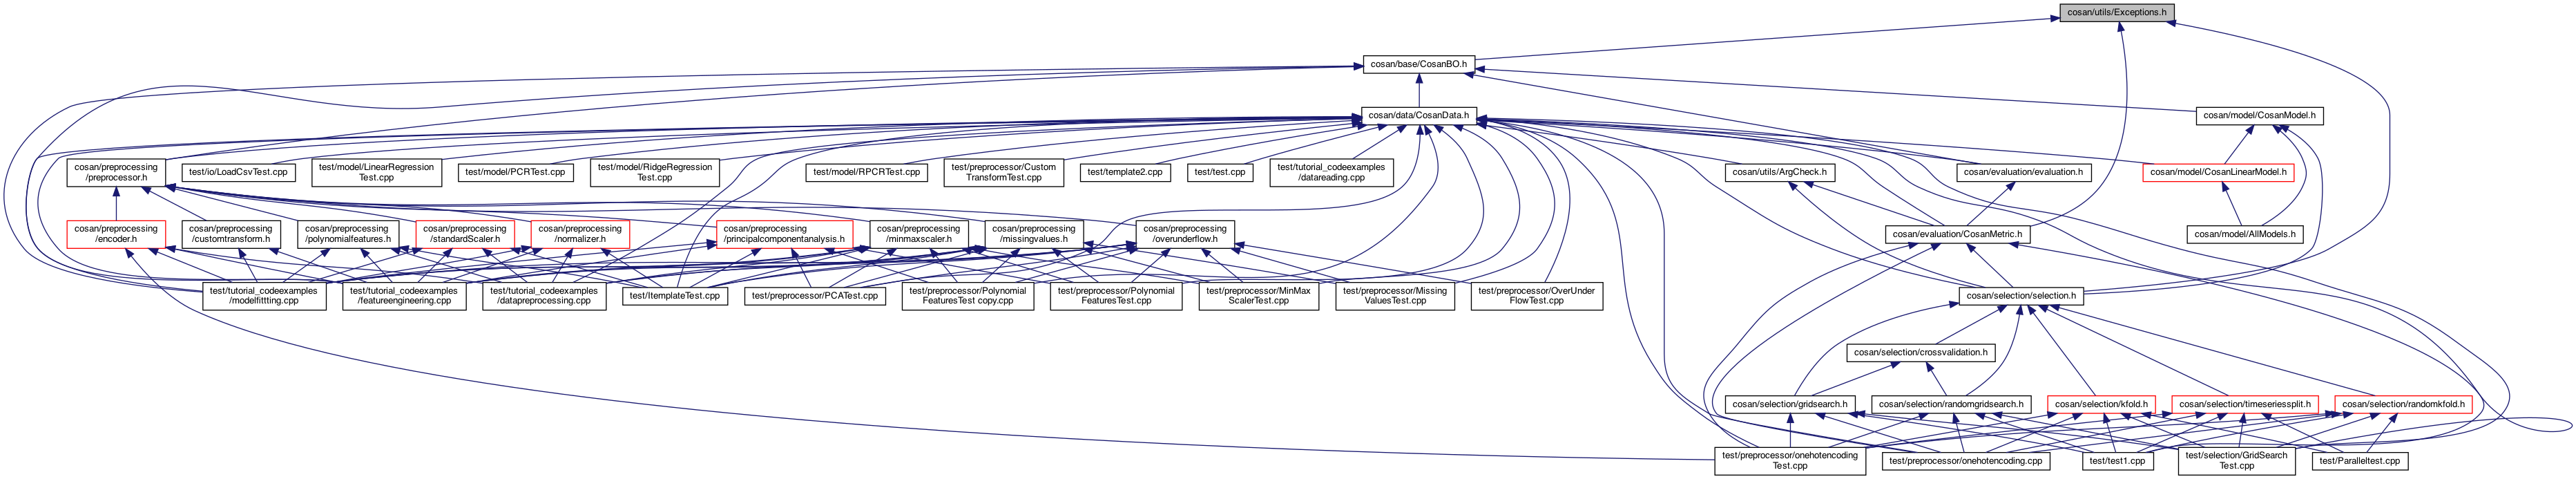 cosan/utils/Exceptions.h
cosan/base/CosanBO.h
cosan/data/CosanData.h
cosan/model/CosanModel.h
cosan/preprocessing
/preprocessor.h
test/io/LoadCsvTest.cpp
test/model/LinearRegression
Test.cpp
test/model/PCRTest.cpp
test/model/RidgeRegression
Test.cpp
test/model/RPCRTest.cpp
test/preprocessor/Custom
TransformTest.cpp
test/template2.cpp
test/test.cpp
test/tutorial_codeexamples
/datareading.cpp
cosan/utils/ArgCheck.h
cosan/evaluation/evaluation.h
cosan/model/CosanLinearModel.h
cosan/preprocessing
/encoder.h
cosan/preprocessing
/customtransform.h
cosan/preprocessing
/polynomialfeatures.h
cosan/preprocessing
/standardScaler.h
cosan/preprocessing
/normalizer.h
cosan/preprocessing
/principalcomponentanalysis.h
cosan/preprocessing
/minmaxscaler.h
cosan/preprocessing
/missingvalues.h
cosan/preprocessing
/overunderflow.h
cosan/evaluation/CosanMetric.h
cosan/model/AllModels.h
test/tutorial_codeexamples
/modelfittting.cpp
test/tutorial_codeexamples
/featureengineering.cpp
test/tutorial_codeexamples
/datapreprocessing.cpp
test/ItemplateTest.cpp
test/preprocessor/PCATest.cpp
test/preprocessor/Polynomial
FeaturesTest copy.cpp
test/preprocessor/Polynomial
FeaturesTest.cpp
test/preprocessor/MinMax
ScalerTest.cpp
test/preprocessor/Missing
ValuesTest.cpp
test/preprocessor/OverUnder
FlowTest.cpp
cosan/selection/selection.h
cosan/selection/crossvalidation.h
cosan/selection/gridsearch.h
cosan/selection/randomgridsearch.h
cosan/selection/kfold.h
cosan/selection/timeseriessplit.h
cosan/selection/randomkfold.h
test/preprocessor/onehotencoding
Test.cpp
test/preprocessor/onehotencoding.cpp
test/test1.cpp
test/selection/GridSearch
Test.cpp
test/Paralleltest.cpp